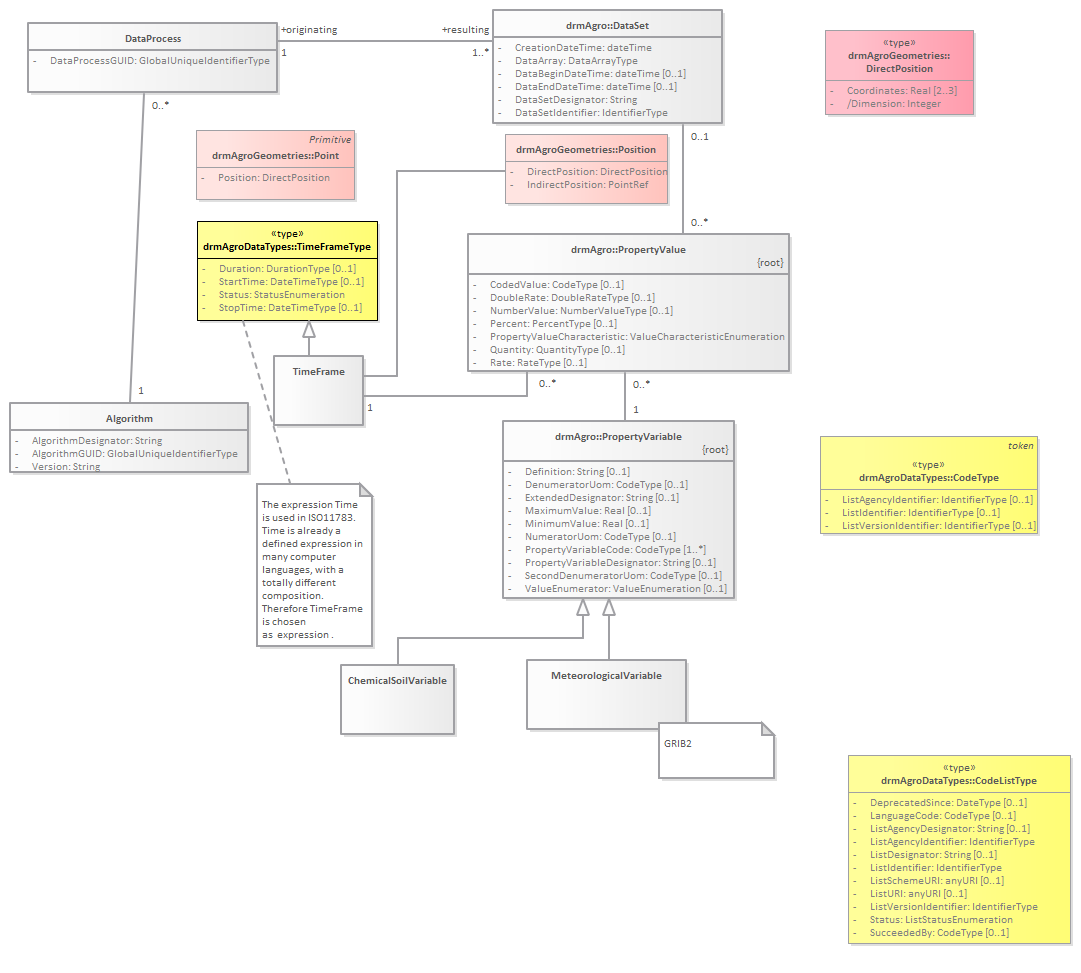 DataProcess
- DataProcessGUID: GlobalUniqueIdentifierType
+originating
+resulting
1
1..*
drmAgro::DataSet
- CreationDateTime: dateTime
- DataArray: DataArrayType
- DataBeginDateTime: dateTime [0..1]
- DataEndDateTime: dateTime [0..1]
- DataSetDesignator: String
- DataSetIdentifier: IdentifierType
«type»
drmAgroGeometries::
DirectPosition
- Coordinates: Real [2..3]
- /Dimension: Integer
0..*
0..1
Primitive
drmAgroGeometries::Point
- Position: DirectPosition
drmAgroGeometries::Position
- DirectPosition: DirectPosition
- IndirectPosition: PointRef
0..*
«type»
drmAgroDataTypes::TimeFrameType
- Duration: DurationType [0..1]
- StartTime: DateTimeType [0..1]
- Status: StatusEnumeration
- StopTime: DateTimeType [0..1]
drmAgro::PropertyValue
{root}
- CodedValue: CodeType [0..1]
- DoubleRate: DoubleRateType [0..1]
- NumberValue: NumberValueType [0..1]
- Percent: PercentType [0..1]
- PropertyValueCharacteristic: ValueCharacteristicEnumeration
- Quantity: QuantityType [0..1]
- Rate: RateType [0..1]
TimeFrame
1
0..*
0..*
1
1
Algorithm
- AlgorithmDesignator: String
- AlgorithmGUID: GlobalUniqueIdentifierType
- Version: String
drmAgro::PropertyVariable
{root}
- Definition: String [0..1]
- DenumeratorUom: CodeType [0..1]
- ExtendedDesignator: String [0..1]
- MaximumValue: Real [0..1]
- MinimumValue: Real [0..1]
- NumeratorUom: CodeType [0..1]
- PropertyVariableCode: CodeType [1..*]
- PropertyVariableDesignator: String [0..1]
- SecondDenumeratorUom: CodeType [0..1]
- ValueEnumerator: ValueEnumeration [0..1]
token
«type»
drmAgroDataTypes::CodeType
- ListAgencyIdentifier: IdentifierType [0..1]
- ListIdentifier: IdentifierType [0..1]
- ListVersionIdentifier: IdentifierType [0..1]
The expression Time
is used in ISO11783.
Time is already a
defined expression in
many computer
languages, with a
totally different
composition.
Therefore TimeFrame
is chosen
as expression .
ChemicalSoilVariable
MeteorologicalVariable
GRIB2
«type»
drmAgroDataTypes::CodeListType
- DeprecatedSince: DateType [0..1]
- LanguageCode: CodeType [0..1]
- ListAgencyDesignator: String [0..1]
- ListAgencyIdentifier: IdentifierType
- ListDesignator: String [0..1]
- ListIdentifier: IdentifierType
- ListSchemeURI: anyURI [0..1]
- ListURI: anyURI [0..1]
- ListVersionIdentifier: IdentifierType
- Status: ListStatusEnumeration
- SucceededBy: CodeType [0..1]